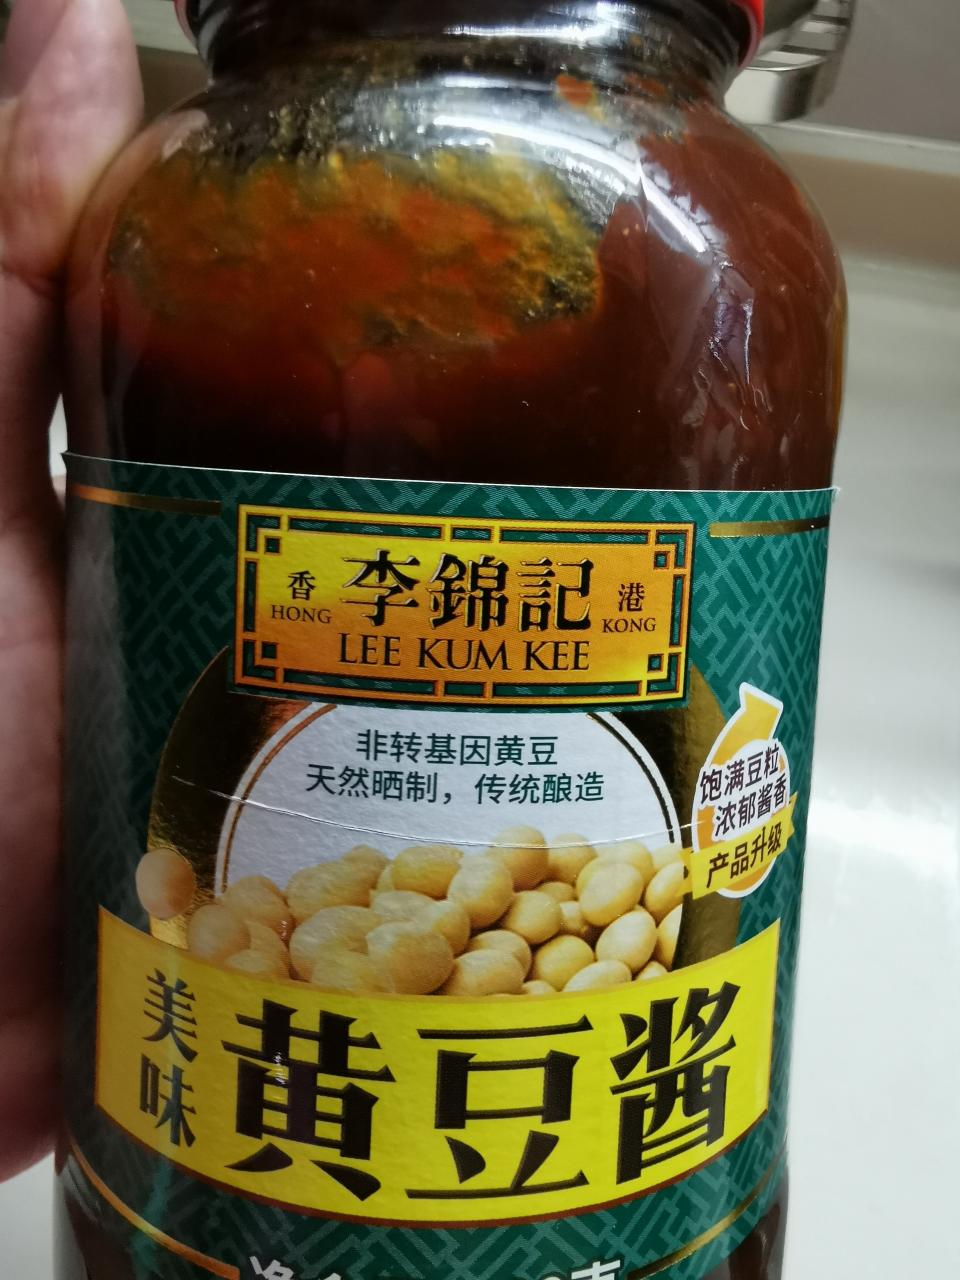 香 李錦記 港
HONG LEE KUM KEE KONG
非转基因黄豆
天然晒制，传统酿造
饱满豆粒
浓郁酱香
产品升级
美味 黄豆酱